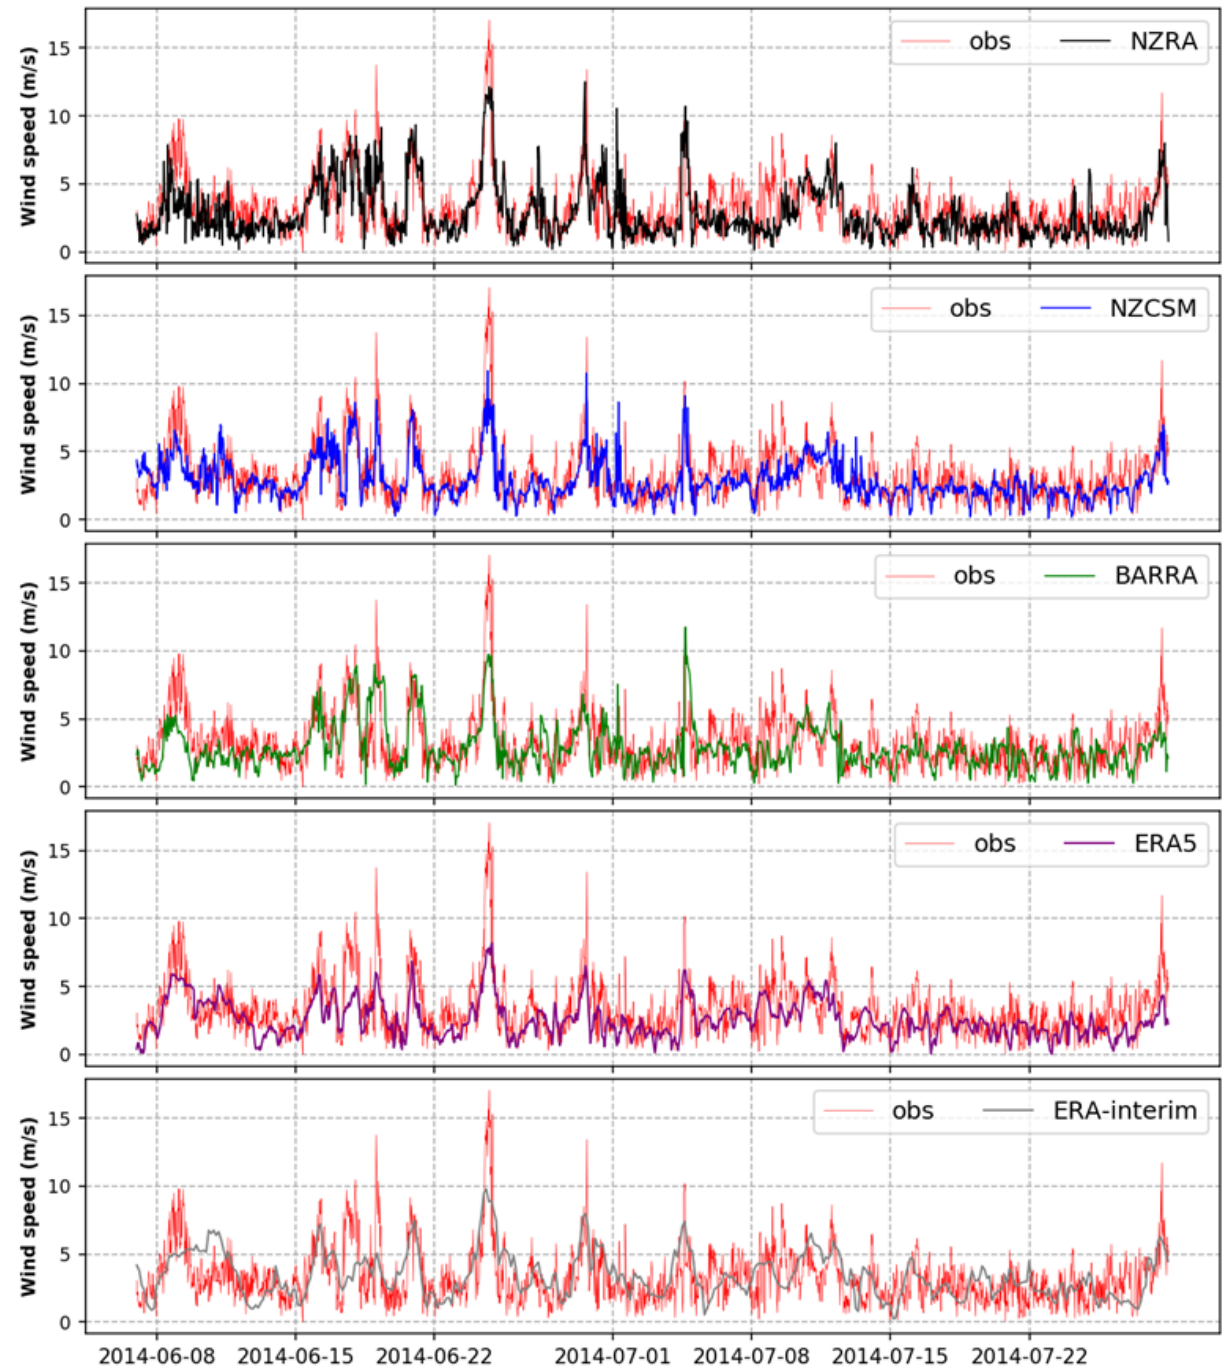 Wind speed (m/s)
15
10
5
0
obs NZRA
Wind speed (m/s)
15
10
5
0
obs NZCSM
Wind speed (m/s)
15
10
5
0
obs BARRA
Wind speed (m/s)
15
10
5
0
obs ERA5
Wind speed (m/s)
15
10
5
0
obs ERA-interim
2014-06-08 2014-06-15 2014-06-22 2014-07-01 2014-07-08 2014-07-15 2014-07-22